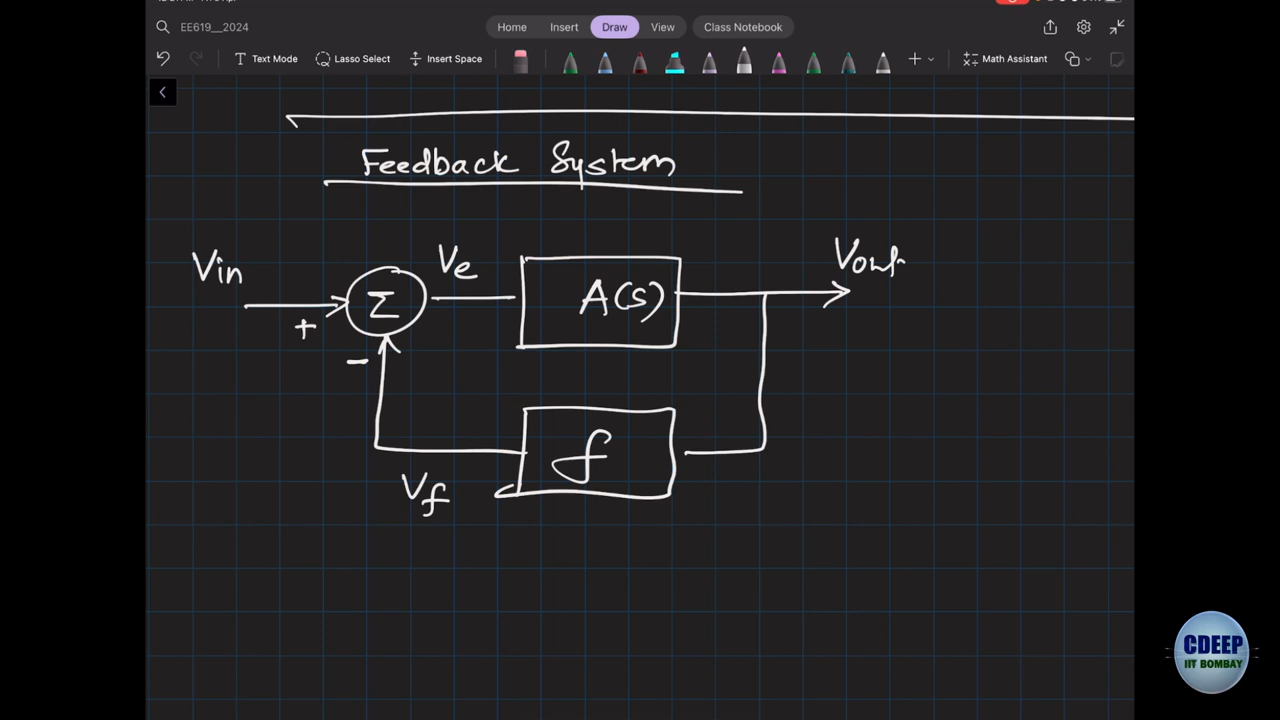 EE619__2024
Home Insert Draw View Class Notebook
Text Mode Lasso Select Insert Space Math Assistant
Feedback System
Vin
Ve
A(s)
Vout
+
Σ
-
f
Vf
CDEEP
IIT BOMBAY